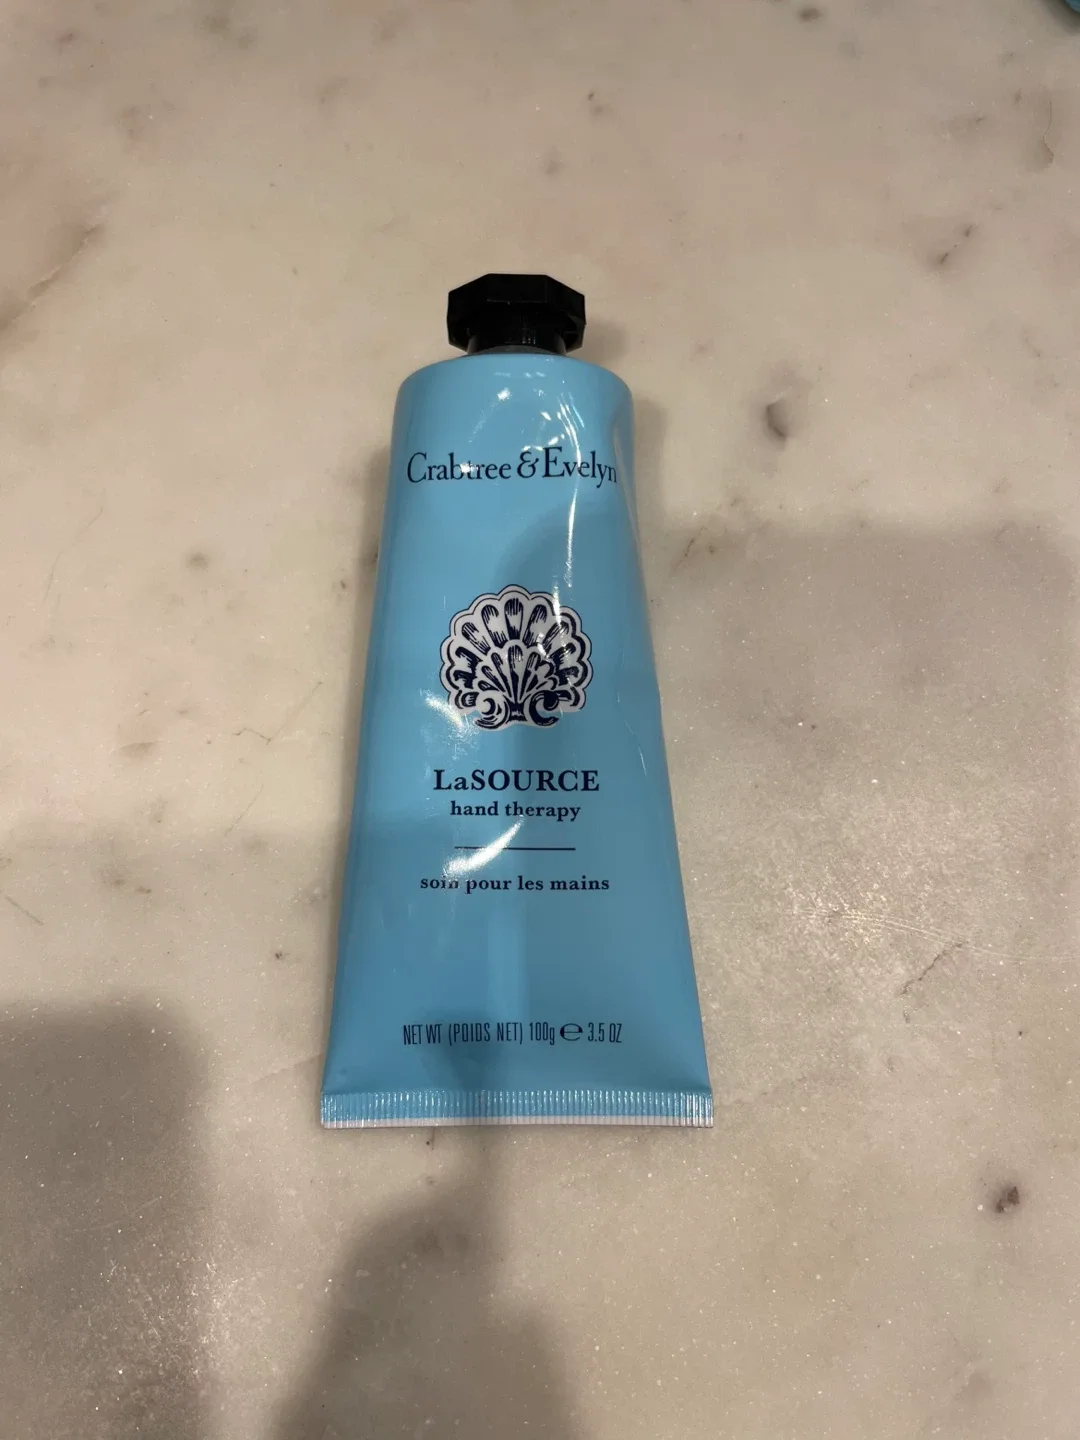 Crabtree & Evelyn
LaSOURCE
hand therapy
soin pour les mains
NET WT (POIDS NET) 100g ℮ 3.5 OZ